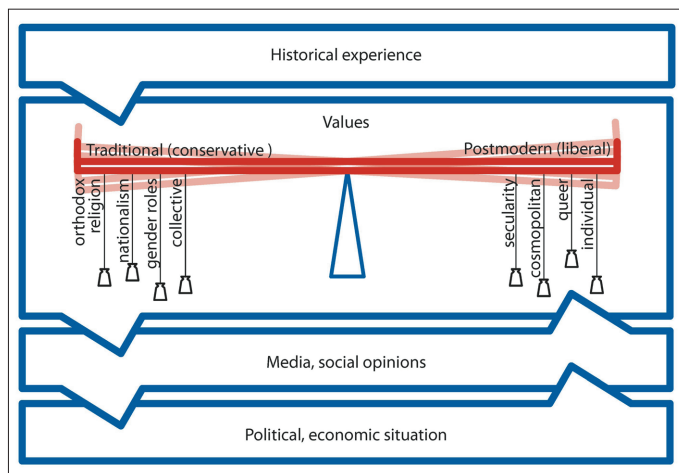 Historical experience
Values
Traditional (conservative )
Postmodern (liberal)
orthodox
religion
nationalism
gender roles
collective
secularity
cosmopolitan
queer
individual
Media, social opinions
Political, economic situation